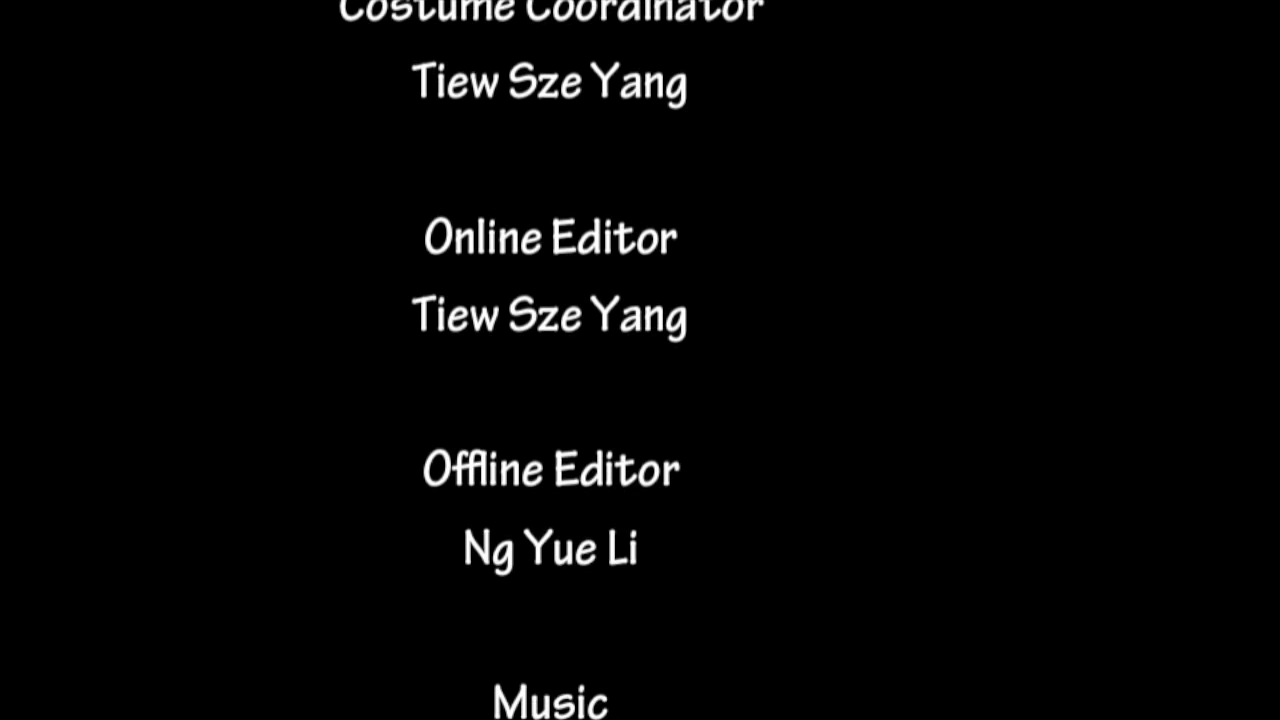 Costume Coordinator
Tiew Sze Yang
Online Editor
Tiew Sze Yang
Offline Editor
Ng Yue Li
Music